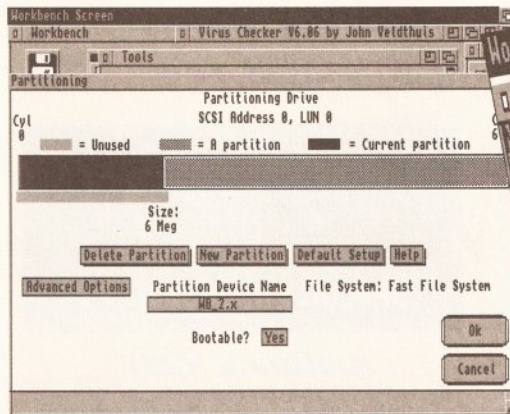 Workbench Screen
Workbench
Virus Checker V6.06 by John Veldthuis
Tools
Partitioning
Partitioning Drive
Cyl
SCSI Address 0, LUN 0
0
6
= Unused
= A partition
= Current partition
Size:
6 Meg
Delete Partition
New Partition
Default Setup
Help
Advanced Options
Partition Device Name
File System: Fast File System
WB_2.x
Bootable? Yes
Ok
Cancel